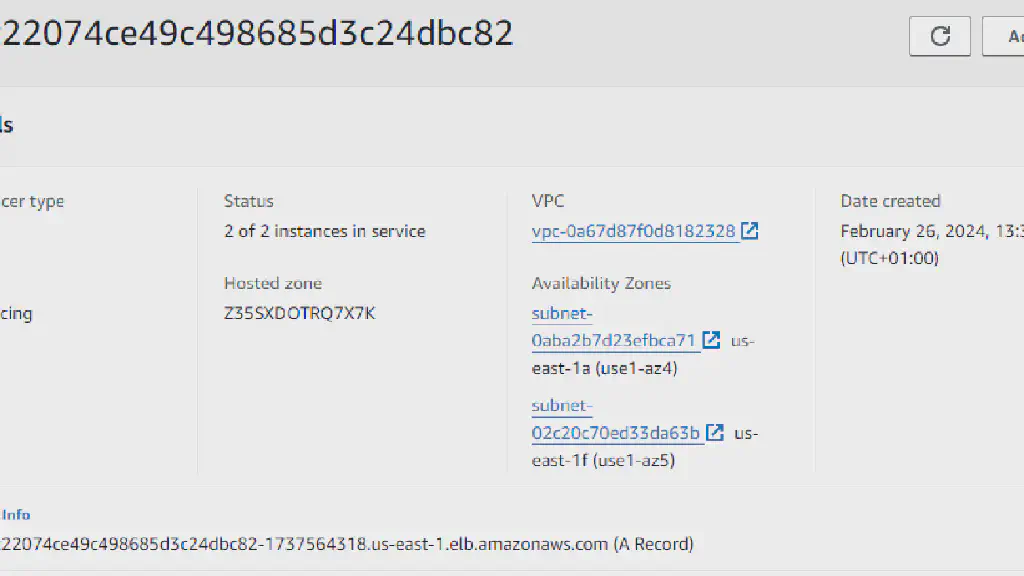 22074ce49c498685d3c24dbc82
cer type
Status
2 of 2 instances in service
VPC
vpc-0a67d87f0d8182328
Date created
February 26, 2024, 13:3
(UTC+01:00)
cing
Hosted zone
Z35SXDOTRQ7X7K
Availability Zones
subnet-
0aba2b7d23efbca71 us-
east-1a (use1-az4)
subnet-
02c20c70ed33da63b us-
east-1f (use1-az5)
Info
22074ce49c498685d3c24dbc82-1737564318.us-east-1.elb.amazonaws.com (A Record)